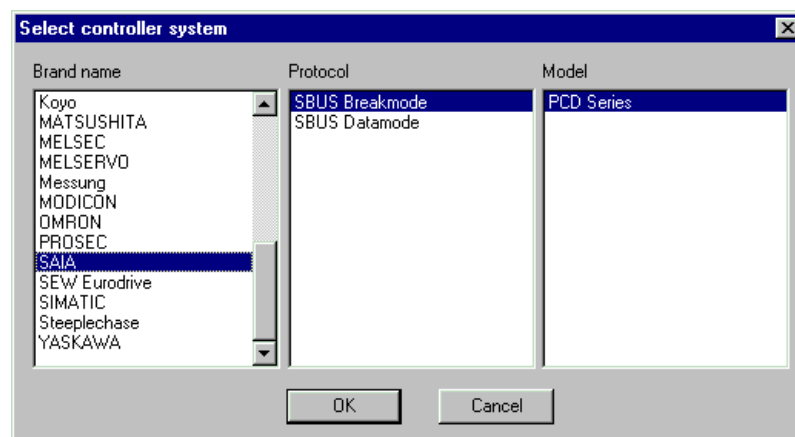 Select controller system
Brand name
Protocol
Model
Koyo
MATSUSHITA
MELSEC
MELSERVO
Messung
MODICON
OMRON
PROSEC
SAIA
SEW Eurodrive
SIMATIC
Steeplechase
YASKAWA
SBUS Breakmode
SBUS Datamode
PCD Series
OK
Cancel